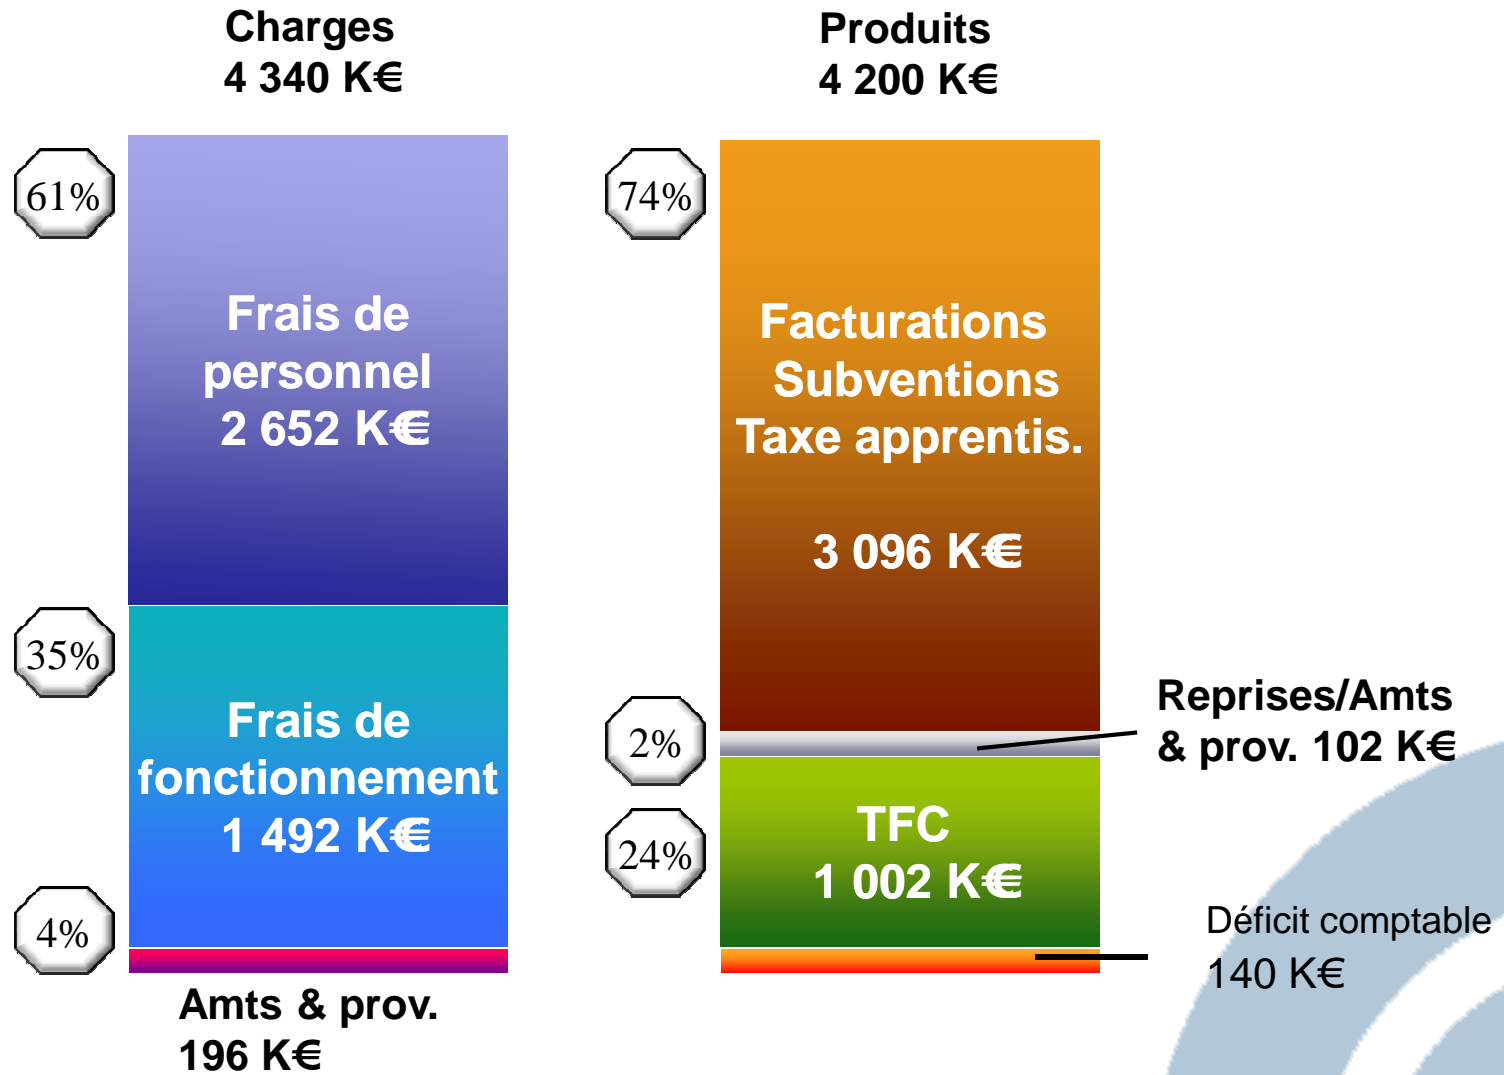 Charges
4 340 K€
61%
Frais de
personnel
2 652 K€
35%
Frais de
fonctionnement
1 492 K€
4%
Amts & prov.
196 K€
Produits
4 200 K€
74%
Facturations
Subventions
Taxe apprentis.
3 096 K€
2%
Reprises/Amts
& prov. 102 K€
24%
TFC
1 002 K€
Déficit comptable
140 K€